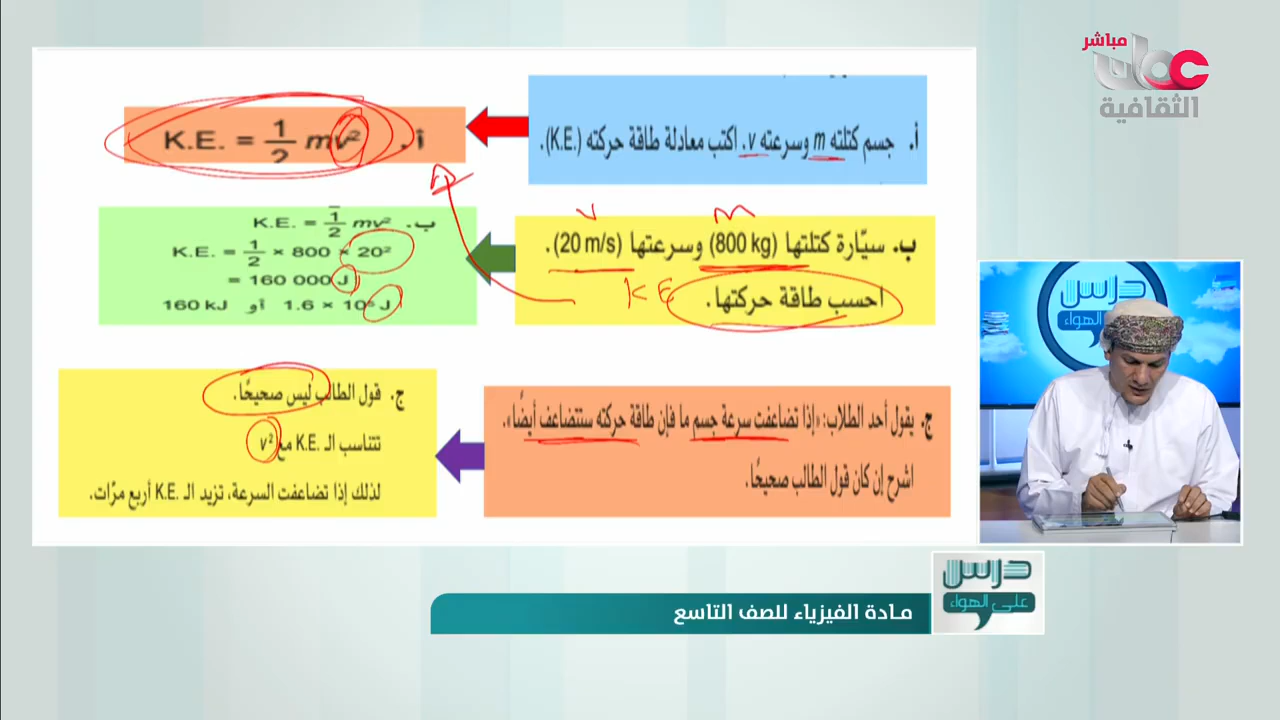 مباشر
عمان
الثقافية
أ. جسم كتلته m وسرعته v. اكتب معادلة طاقة حركته (K.E.).
أ. K.E. = 1/2 mv²
v m
ب. سيّارة كتلتها (800 kg) وسرعتها (20 m/s).
احسب طاقة حركتها.
K E
ب. K.E. = 1/2 mv²
K.E. = 1/2 × 800 × 20²
= 160 000 J
1.6 × 10⁵ J أو 160 kJ
ج. يقول أحد الطلاب: «إذا تضاعفت سرعة جسم ما فإن طاقة حركته ستتضاعف أيضًا».
اشرح إن كان قول الطالب صحيحًا.
ج. قول الطالب ليس صحيحًا.
تتناسب الـ K.E. مع v²
لذلك إذا تضاعفت السرعة، تزيد الـ K.E. أربع مرّات.
درس
الهواء
درس
على الهواء
مادة الفيزياء للصف التاسع